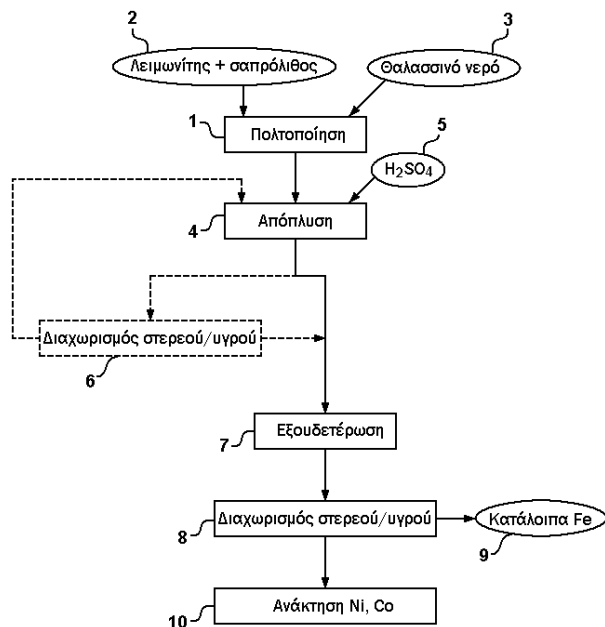 2
3
Λειμωνίτης + σαπρόλιθος
Θαλασσινό νερό
1
Πολτοποίηση
5
H2SO4
4
Απόπλυση
Διαχωρισμός στερεού/υγρού
6
7
Εξουδετέρωση
8
Διαχωρισμός στερεού/υγρού
Κατάλοιπα Fe
9
10
Ανάκτηση Ni, Co